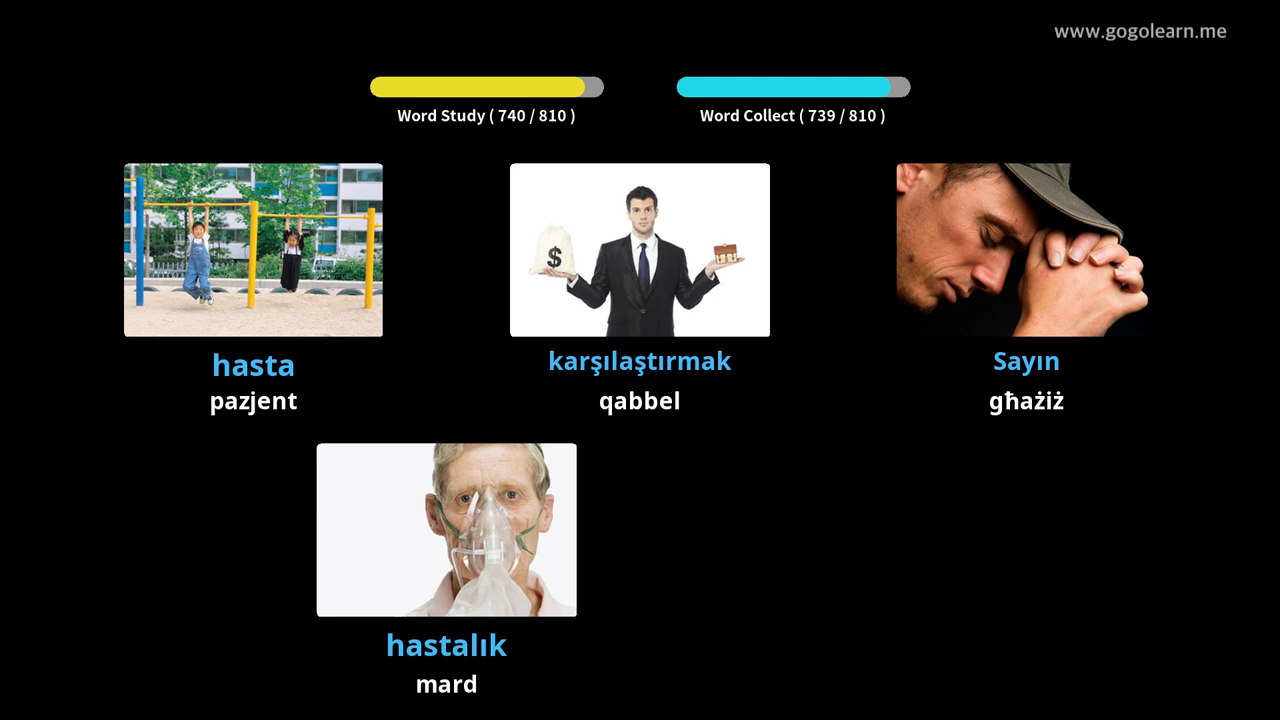 www.gogolearn.me
Word Study ( 740 / 810 )
Word Collect ( 739 / 810 )
hasta
pazjent
karşılaştırmak
qabbel
Sayın
għażiż
$
hastalık
mard